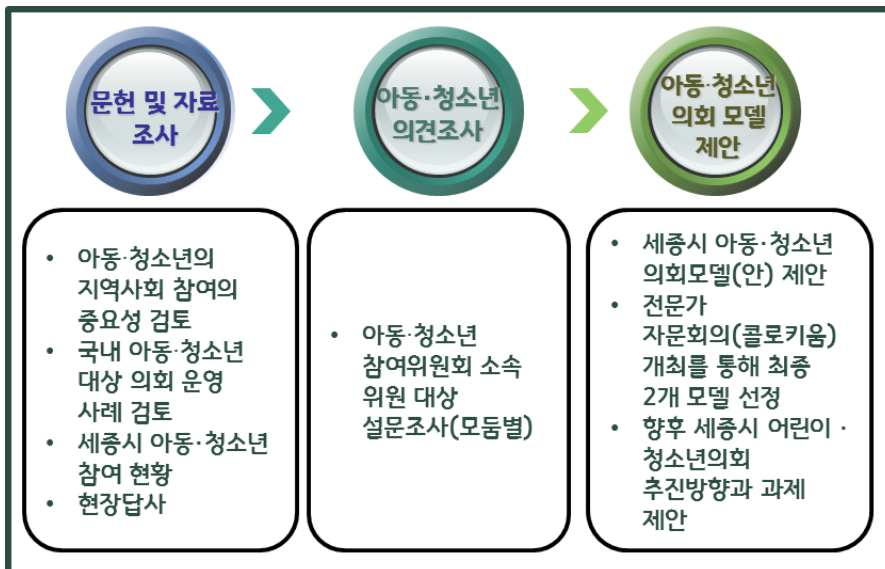 문헌 및 자료
조사
아동·청소년
의견조사
아동·청소년
의회 모델
제안
• 아동·청소년의
지역사회 참여의
중요성 검토
• 국내 아동·청소년
대상 의회 운영
사례 검토
• 세종시 아동·청소년
참여 현황
• 현장답사
• 아동·청소년
참여위원회 소속
위원 대상
설문조사(모둠별)
• 세종시 아동·청소년
의회모델(안) 제안
• 전문가
자문회의(콜로키움)
개최를 통해 최종
2개 모델 선정
• 향후 세종시 어린이·
청소년의회
추진방향과 과제
제안